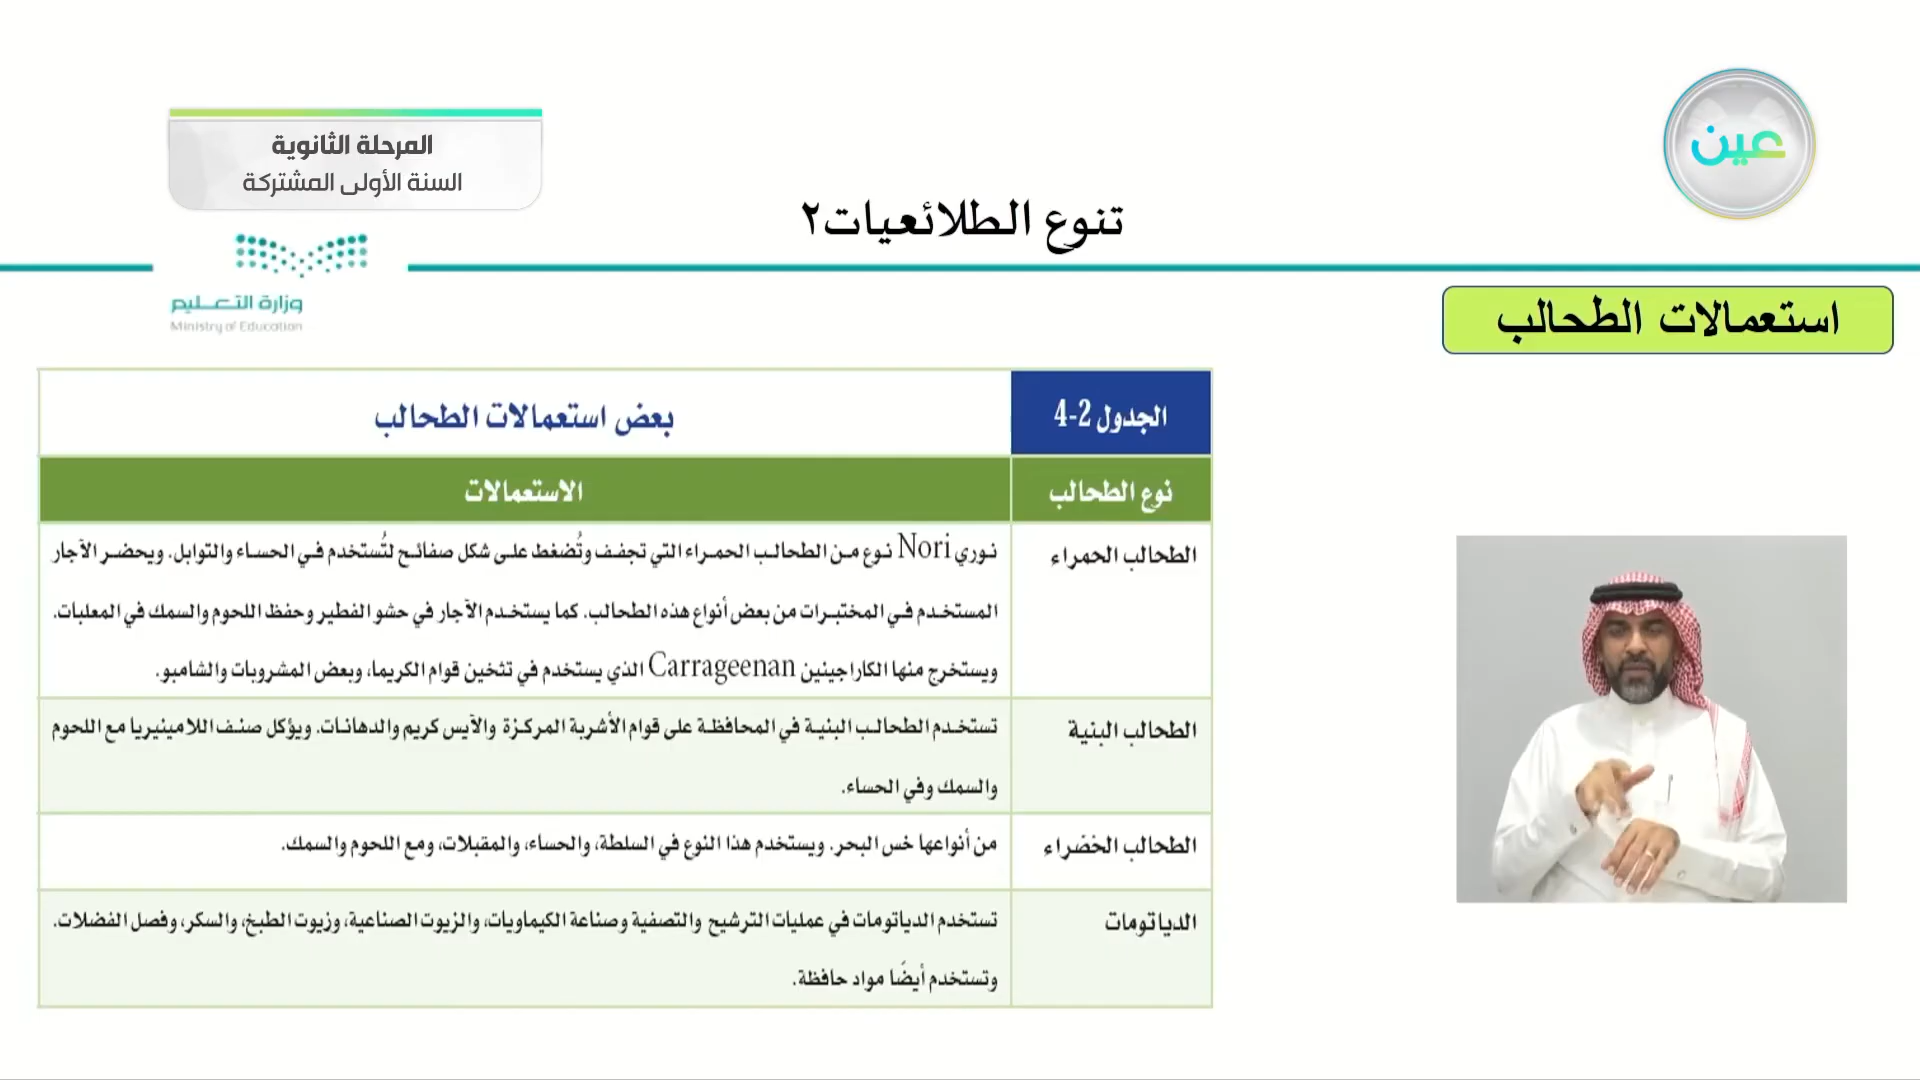 عين
المرحلة الثانوية
السنة الأولى المشتركة
تنوع الطلائعيات٢
وزارة التعليم
Ministry of Education
استعمالات الطحالب
الجدول 2-4
بعض استعمالات الطحالب
نوع الطحالب
الاستعمالات
الطحالب الحمراء
نوري Nori نوع من الطحالب الحمراء التي تجفف وتُضغط على شكل صفائح لتُستخدم في الحساء والتوابل. ويحضر الآجار
المستخدم في المختبرات من بعض أنواع هذه الطحالب. كما يستخدم الآجار في حشو الفطير وحفظ اللحوم والسمك في المعلبات.
ويستخرج منها الكاراجينين Carrageenan الذي يستخدم في تثخين قوام الكريما، وبعض المشروبات والشامبو.
الطحالب البنية
تستخدم الطحالب البنية في المحافظة على قوام الأشربة المركزة والآيس كريم والدهانات. ويؤكل صنف اللامينيريا مع اللحوم
والسمك وفي الحساء.
الطحالب الخَضراء
من أنواعها خس البحر. ويستخدم هذا النوع في السلطة، والحساء، والمقبلات، ومع اللحوم والسمك.
الدياتومات
تستخدم الدياتومات في عمليات الترشيح والتصفية وصناعة الكيماويات، والزيوت الصناعية، وزيوت الطبخ، والسكر، وفصل الفضلات.
وتستخدم أيضًا مواد حافظة.